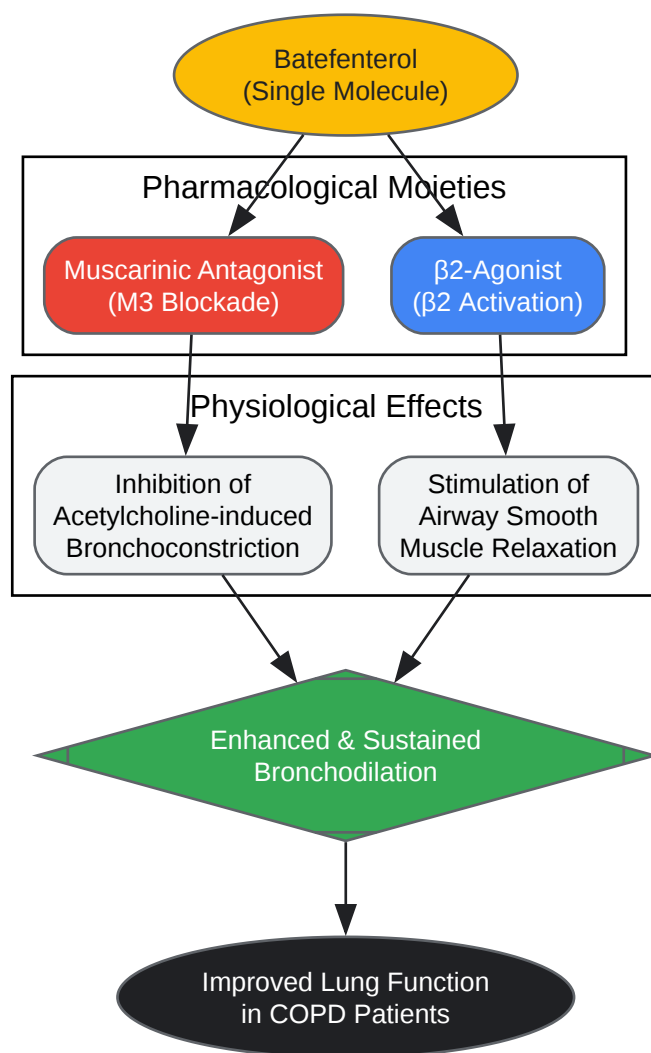 Batefenterol
(Single Molecule)
Pharmacological Moieties
Muscarinic Antagonist
(M3 Blockade)
β2-Agonist
(β2 Activation)
Physiological Effects
Inhibition of
Acetylcholine-induced
Bronchoconstriction
Stimulation of
Airway Smooth
Muscle Relaxation
Enhanced & Sustained
Bronchodilation
Improved Lung Function
in COPD Patients